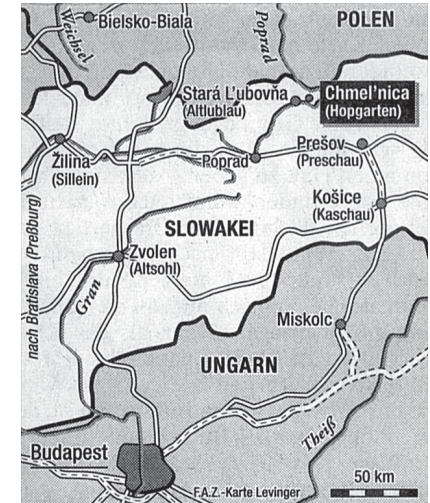 Weichsel
Bielsko-Biala
Poprad
POLEN
Stará L'ubovňa
(Altlublau)
Chmel'nica
(Hopgarten)
Žilina
(Sillein)
Poprad
Prešov
(Preschau)
Košice
(Kaschau)
SLOWAKEI
nach Bratislava (Preßburg)
Gran
Zvolen
(Altsohl)
Miskolc
UNGARN
Theiß
Budapest
F.A.Z.-Karte Levinger
50 km